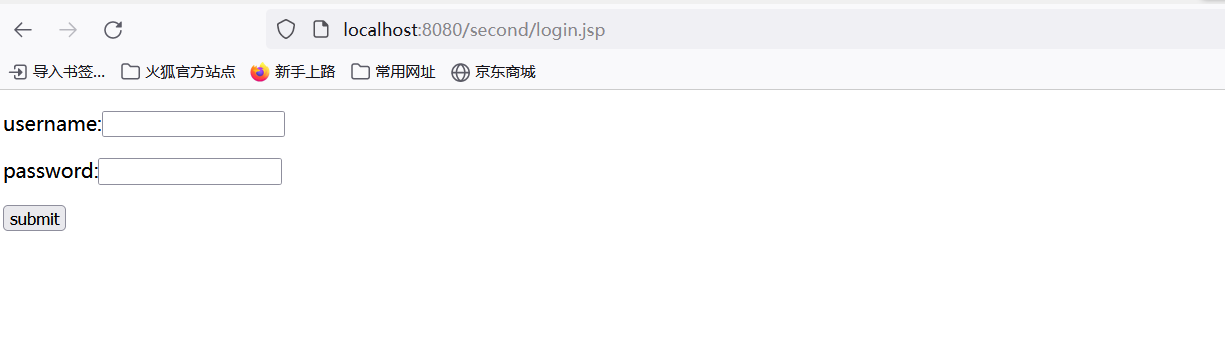 localhost:8080/second/login.jsp
导入书签... 火狐官方站点 新手上路 常用网址 京东商城
username:
password:
submit